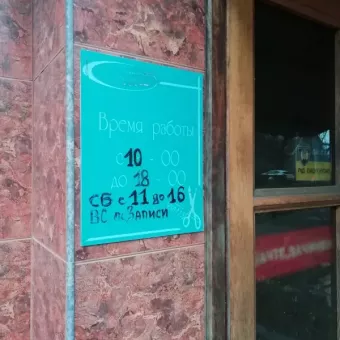 Время работы
с 10 - 00
до 18 - 00
СБ с 11 до 16
ВС по Записи